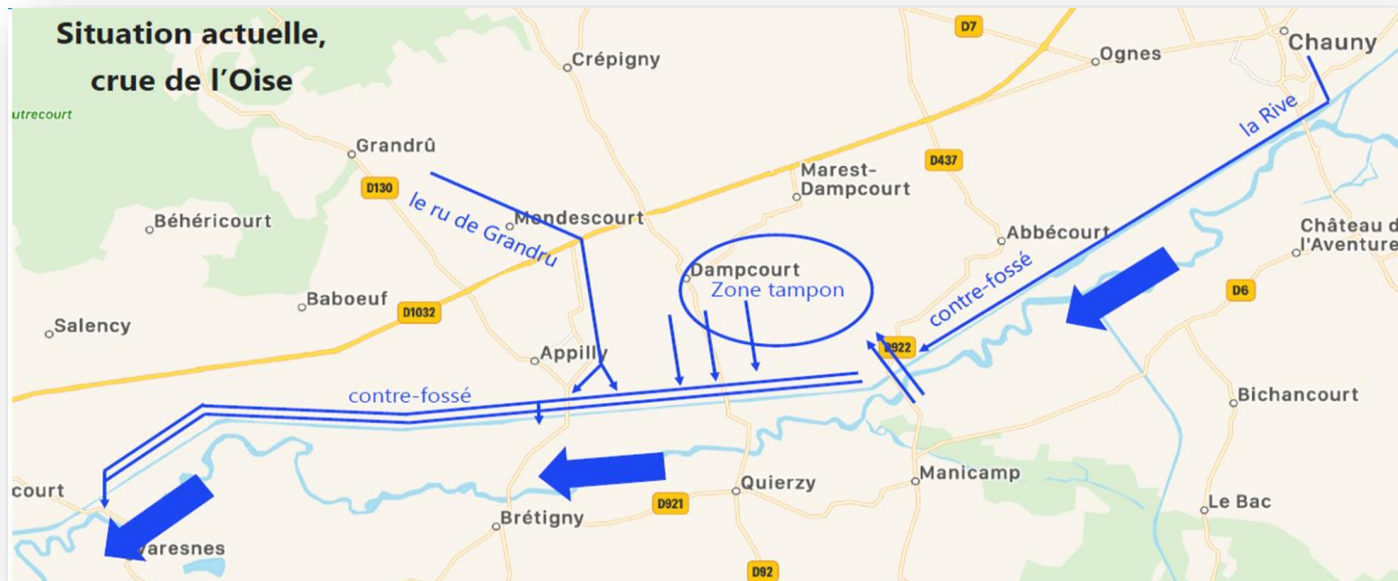 Situation actuelle,
crue de l'Oise
D7
Crépigny
Ognes
Chauny
utrecourt
la Rive
Grandrû
D130
D437
Marest-
Dampcourt
le ru de Grandru
Mondescourt
Béhéricourt
Abbécourt
Château d
l'Aventure
Dampcourt
Zone tampon
contre-fossé
Baboeuf
D1032
D6
Salency
Appilly
D922
contre-fossé
Bichancourt
court
Manicamp
Quierzy
D921
Le Bac
Brétigny
Varesnes
D92